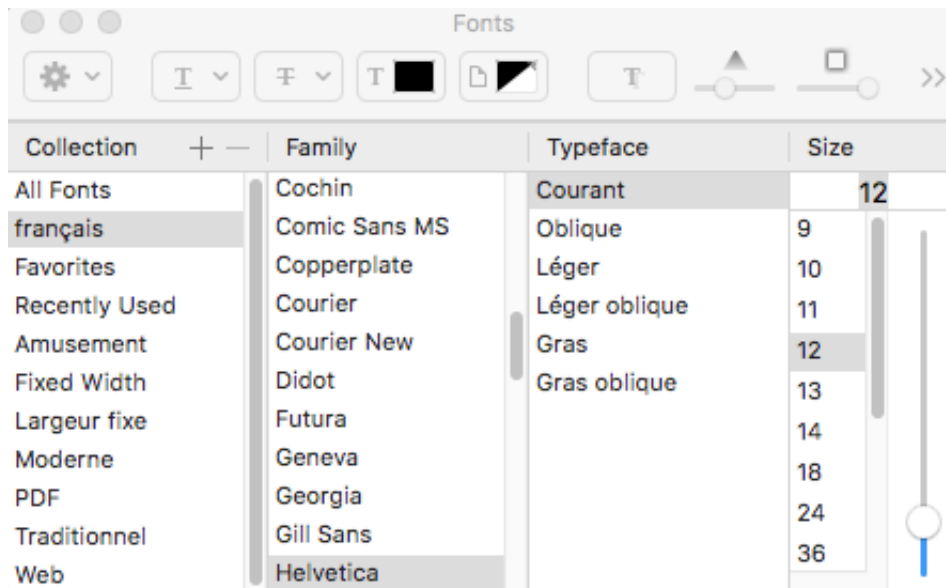 Fonts
T T T T
Collection + — Family Typeface Size
All Fonts
français
Favorites
Recently Used
Amusement
Fixed Width
Largeur fixe
Moderne
PDF
Traditionnel
Web
Cochin
Comic Sans MS
Copperplate
Courier
Courier New
Didot
Futura
Geneva
Georgia
Gill Sans
Helvetica
Courant
Oblique
Léger
Léger oblique
Gras
Gras oblique
12
9
10
11
12
13
14
18
24
36